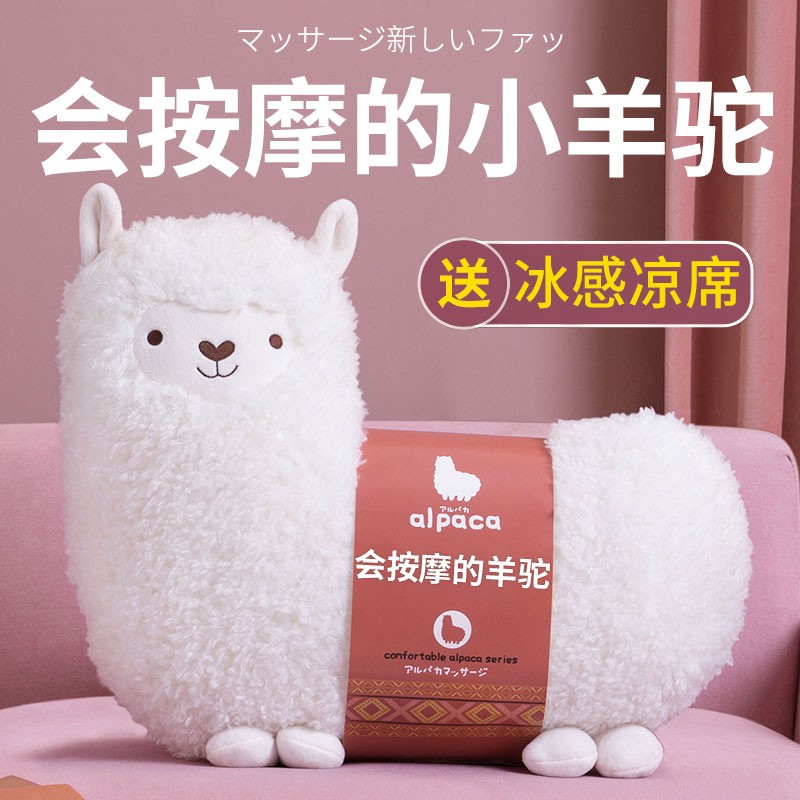 マッサージ新しいファッ
会按摩的小羊驼
送 冰感凉席
アルパカ
alpaca
会按摩的羊驼
comfortable alpaca series
アルパカマッサージ